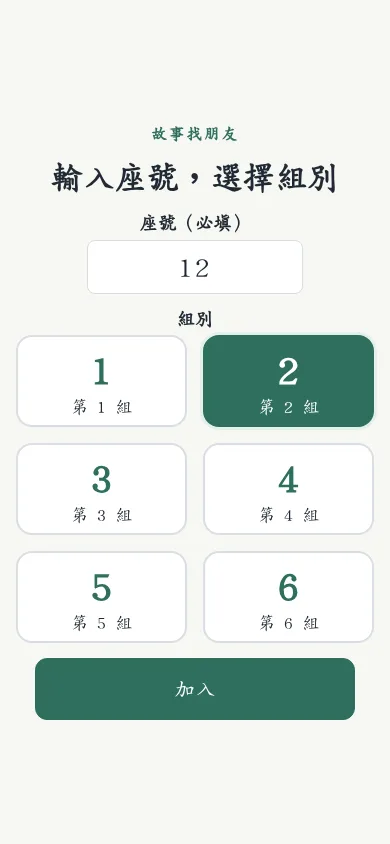 故事找朋友
輸入座號，選擇組別
座號（必填）
12
組別
1
第 1 組
2
第 2 組
3
第 3 組
4
第 4 組
5
第 5 組
6
第 6 組
加入